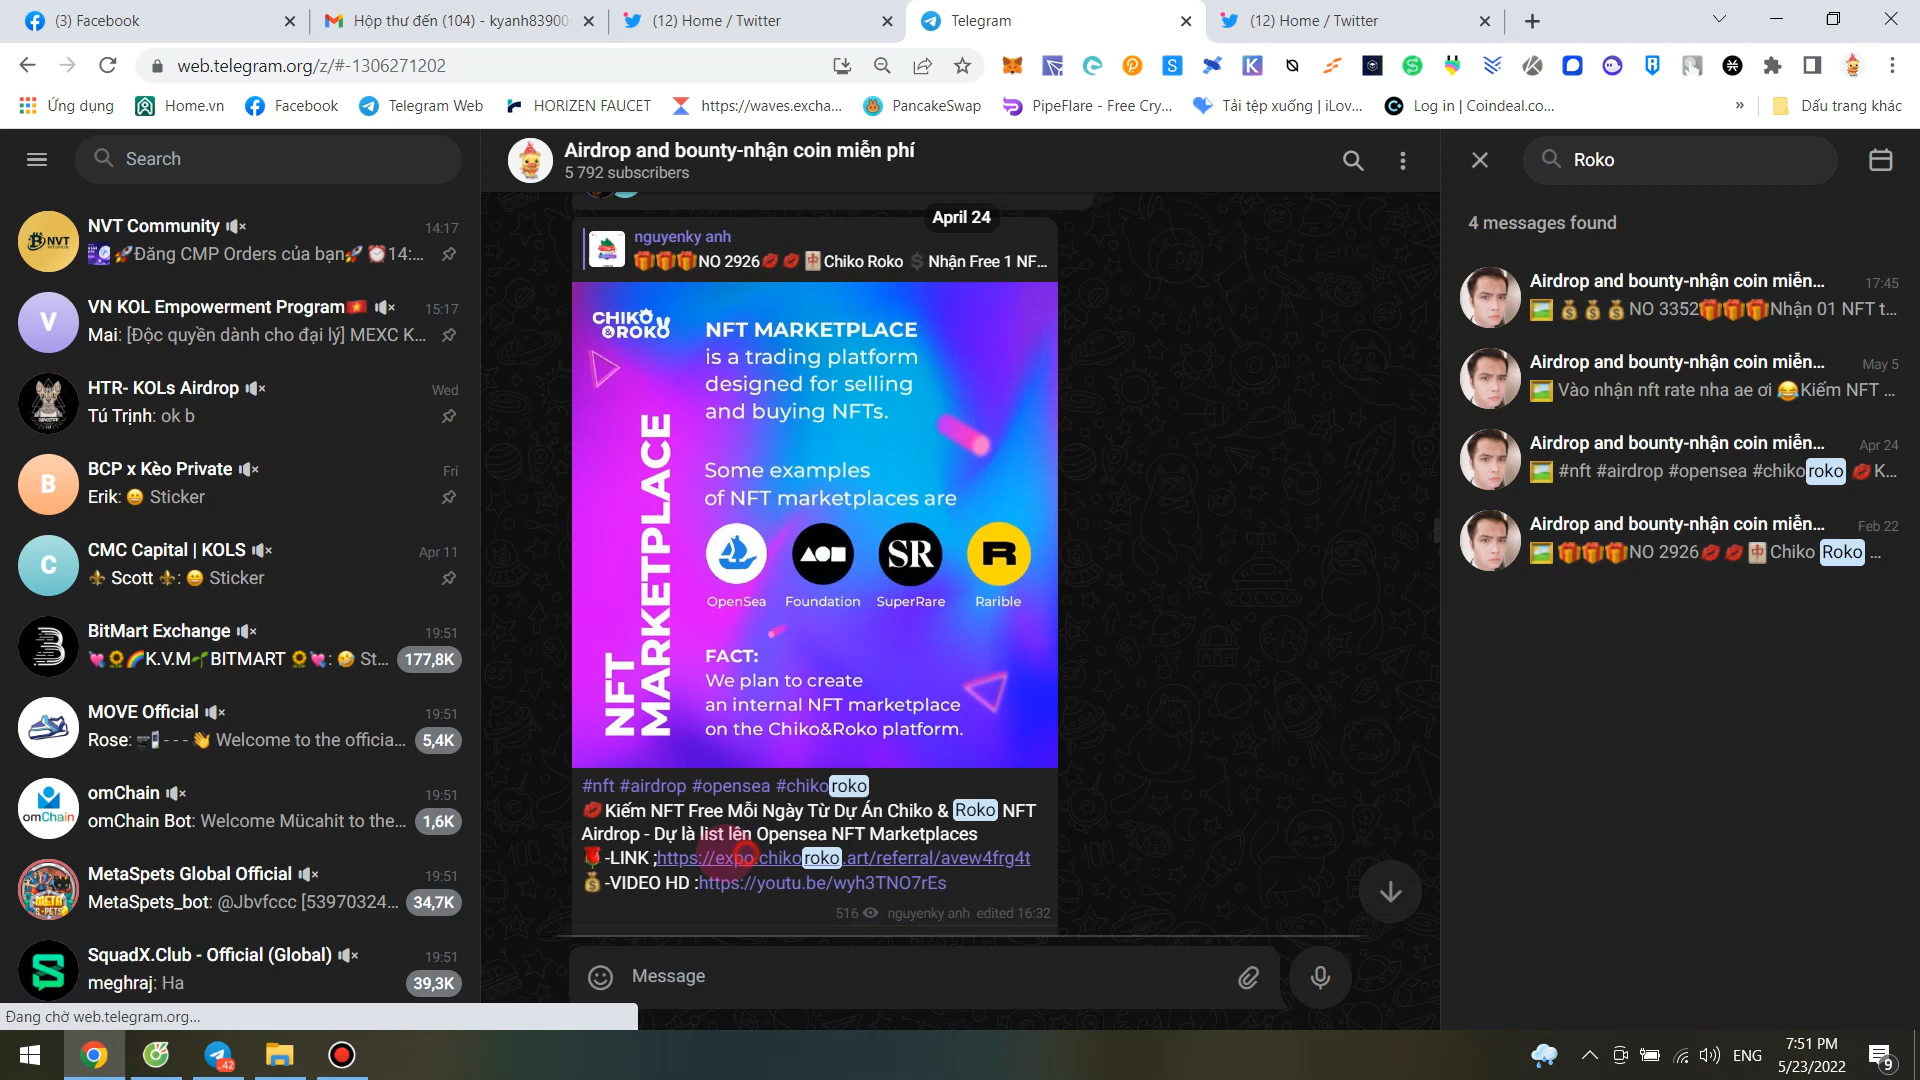 (3) Facebook
Hộp thư đến (104) - kyanh83900
(12) Home / Twitter
Telegram
(12) Home / Twitter
web.telegram.org/z/#-1306271202
Ứng dụng
Home.vn
Facebook
Telegram Web
HORIZEN FAUCET
https://waves.excha...
PancakeSwap
PipeFlare - Free Cry...
Tải tệp xuống | iLov...
Log in | Coindeal.co...
»
Dấu trang khác
Search
NVT Community
14:17
🚀Đăng CMP Orders của bạn🚀 ⏰14:...
VN KOL Empowerment Program🇻🇳
15:17
Mai: [Độc quyền dành cho đại lý] MEXC K...
HTR- KOLs Airdrop
Wed
Tú Trịnh: ok b
BCP x Kèo Private
Fri
Erik: 😄 Sticker
CMC Capital | KOLS
Apr 11
⚜️ Scott ⚜️: 😄 Sticker
BitMart Exchange
19:51
💘🌻🌈K.V.M🌱BITMART 🌻💘: 🤣 St...
177,8K
MOVE Official
19:51
Rose: 🔫🚪- - -👋 Welcome to the officia...
5,4K
omChain
19:51
omChain Bot: Welcome Mücahit to the...
1,6K
MetaSpets Global Official
19:51
MetaSpets_bot: @Jbvfccc [53970324...
34,7K
SquadX.Club - Official (Global)
19:51
meghraj: Ha
39,3K
Đang chờ web.telegram.org...
Airdrop and bounty-nhận coin miễn phí
5 792 subscribers
April 24
nguyenky anh
🎁🎁🎁NO 2926💋💋🀄Chiko Roko 💲Nhận Free 1 NF...
CHIKO
&ROKO
NFT MARKETPLACE
is a trading platform
designed for selling
and buying NFTs.
Some examples
of NFT marketplaces are
SR
R
OpenSea
Foundation
SuperRare
Rarible
NFT
MARKETPLACE
FACT:
We plan to create
an internal NFT marketplace
on the Chiko&Roko platform.
#nft #airdrop #opensea #chikoroko
💋Kiếm NFT Free Mỗi Ngày Từ Dự Án Chiko & Roko NFT
Airdrop - Dự là list lên Opensea NFT Marketplaces
🌹-LINK ;https://expo.chikoroko.art/referral/avew4frg4t
💰-VIDEO HD :https://youtu.be/wyh3TNO7rEs
516
nguyenky anh
edited 16:32
Message
Roko
4 messages found
Airdrop and bounty-nhận coin miễn...
17:45
💰💰💰NO 3352🎁🎁🎁Nhận 01 NFT t...
Airdrop and bounty-nhận coin miễn...
May 5
Vào nhận nft rate nha ae ơi 😂Kiếm NFT ...
Airdrop and bounty-nhận coin miễn...
Apr 24
#nft #airdrop #opensea #chikoroko 💋K...
Airdrop and bounty-nhận coin miễn...
Feb 22
🎁🎁🎁NO 2926💋💋🀄Chiko Roko ...
42
ENG
7:51 PM
5/23/2022
9